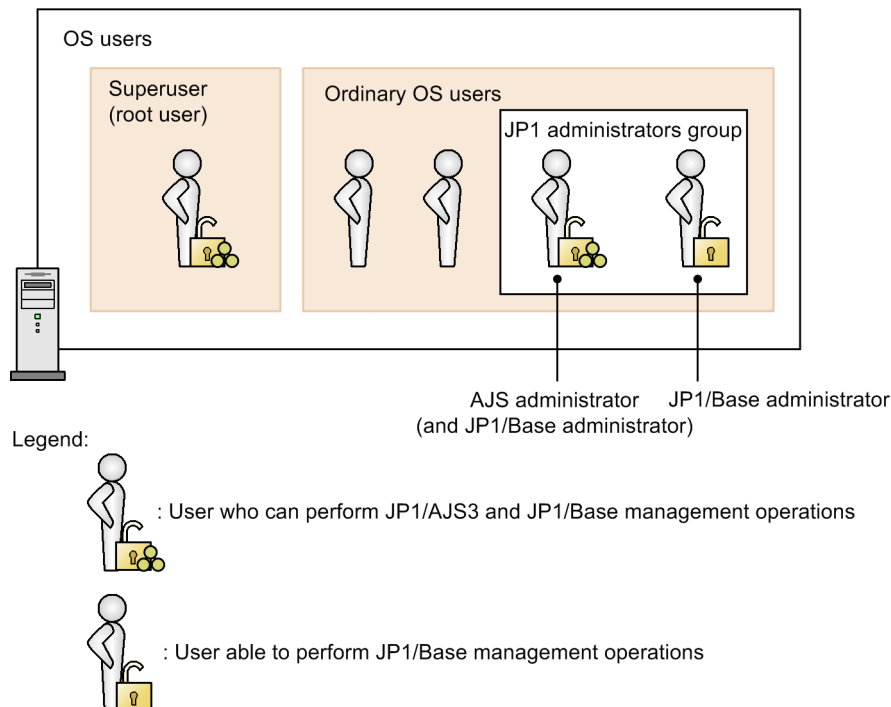 OS users
Superuser
(root user)
Ordinary OS users
JP1 administrators group
AJS administrator
(and JP1/Base administrator)
JP1/Base administrator
Legend:
: User who can perform JP1/AJS3 and JP1/Base management operations
: User able to perform JP1/Base management operations